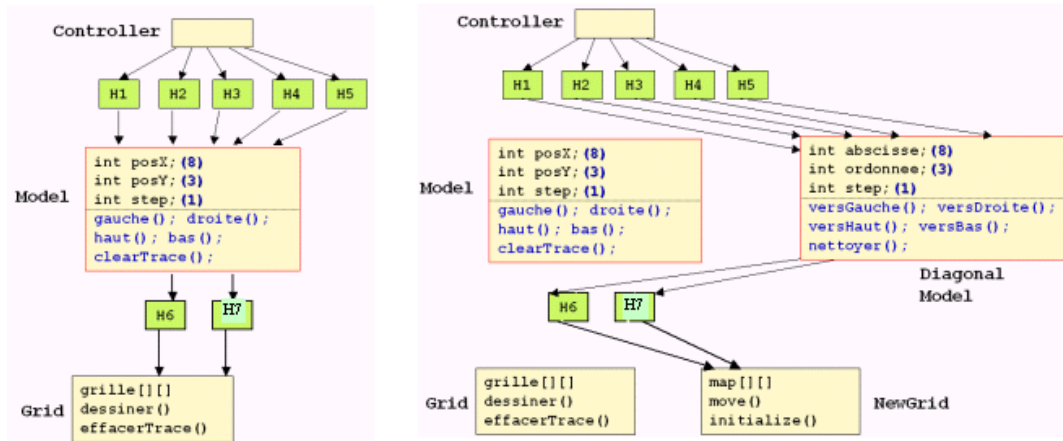 Controller
H1 H2 H3 H4 H5
Model
int posX; (8)
int posY; (3)
int step; (1)
gauche(); droite();
haut(); bas();
clearTrace();
H6 H7
Grid
grille[][]
dessiner()
effacerTrace()
Controller
H1 H2 H3 H4 H5
Model
int posX; (8)
int posY; (3)
int step; (1)
gauche(); droite();
haut(); bas();
clearTrace();
int abscisse; (8)
int ordonnee; (3)
int step; (1)
versGauche(); versDroite();
versHaut(); versBas();
nettoyer();
Diagonal
Model
H6 H7
Grid
grille[][]
dessiner()
effacerTrace()
map[][]
move()
initialize()
NewGrid